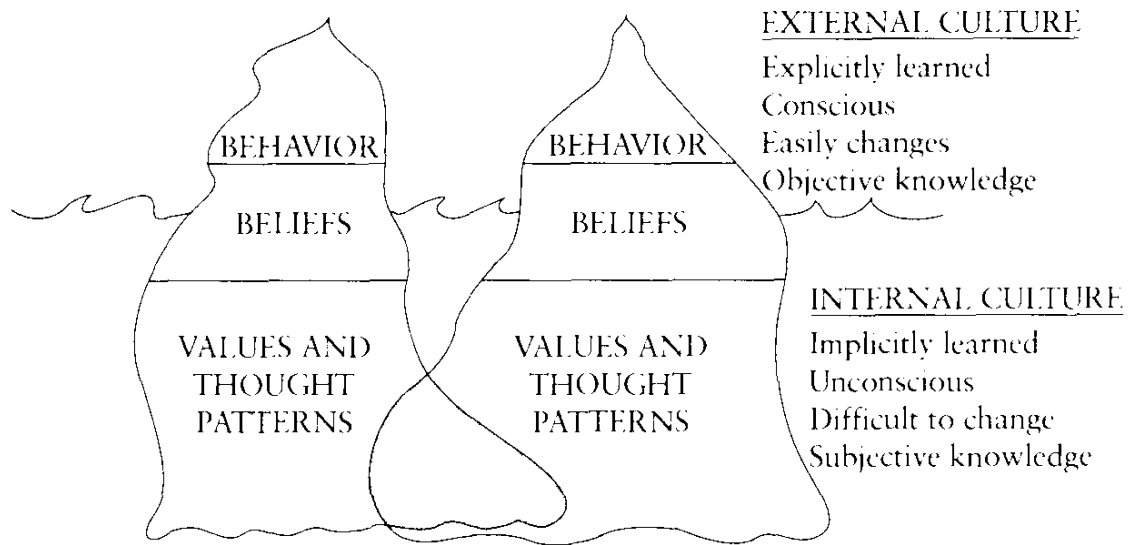 EXTERNAL CULTURE
Explicitly learned
Conscious
Easily changes
Objective knowledge
BEHAVIOR
BEHAVIOR
BELIEFS
BELIEFS
VALUES AND
THOUGHT
PATTERNS
VALUES AND
THOUGHT
PATTERNS
INTERNAL CULTURE
Implicitly learned
Unconscious
Difficult to change
Subjective knowledge